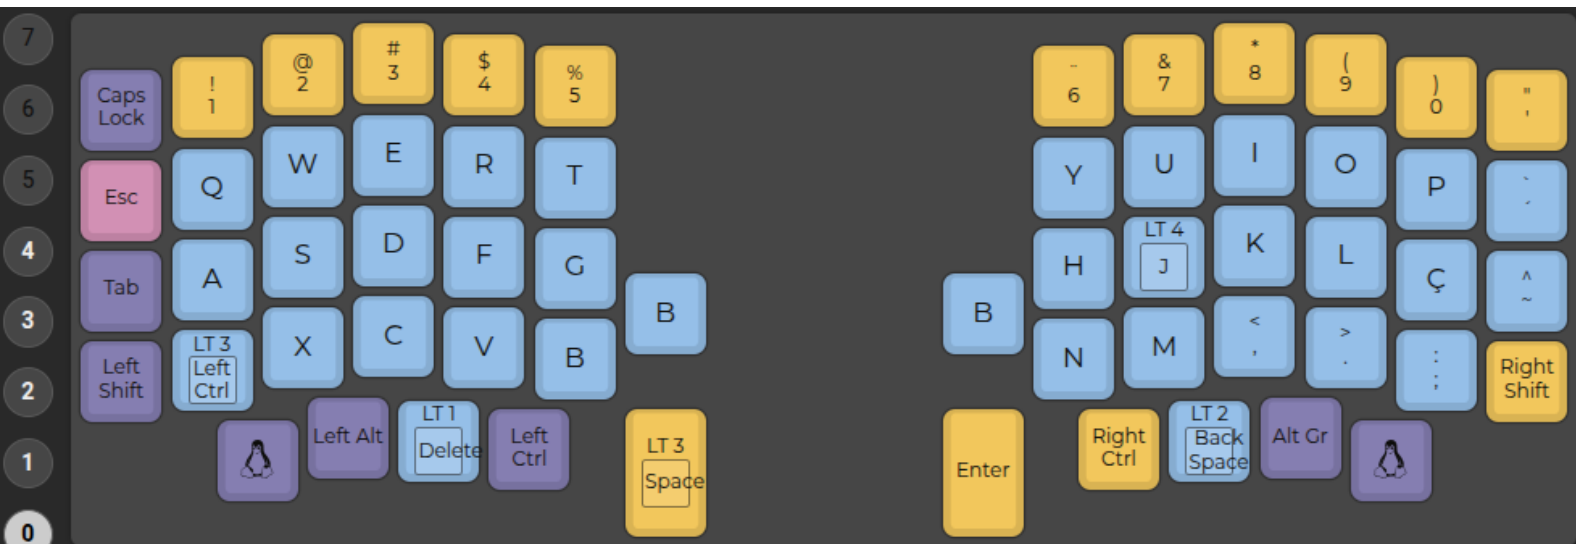 7
6
5
4
3
2
1
0
Caps
Lock
!
1
@
2
#
3
$
4
%
5
Esc
Q
W
E
R
T
Tab
A
S
D
F
G
B
Left
Shift
LT 3
Left
Ctrl
X
C
V
B
Left Alt
LT 1
Delete
Left
Ctrl
LT 3
Space
¨
6
&
7
*
8
(
9
)
0
"
'
Y
U
I
O
P
`
´
B
H
LT 4
J
K
L
Ç
^
~
N
M
<
,
>
.
:
;
Right
Shift
Enter
Right
Ctrl
LT 2
Back
Space
Alt Gr